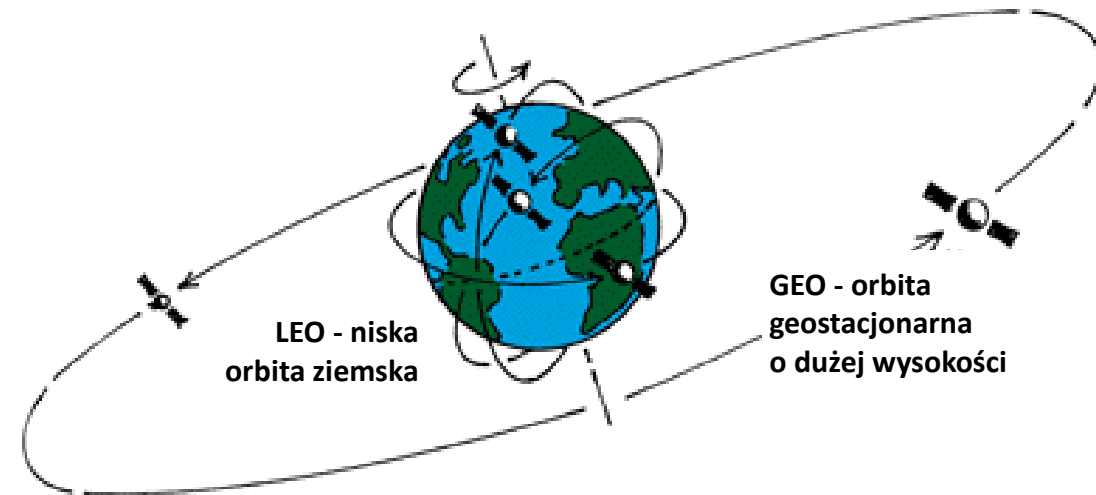 LEO - niska
orbita ziemska
GEO - orbita
geostacjonarna
o dużej wysokości